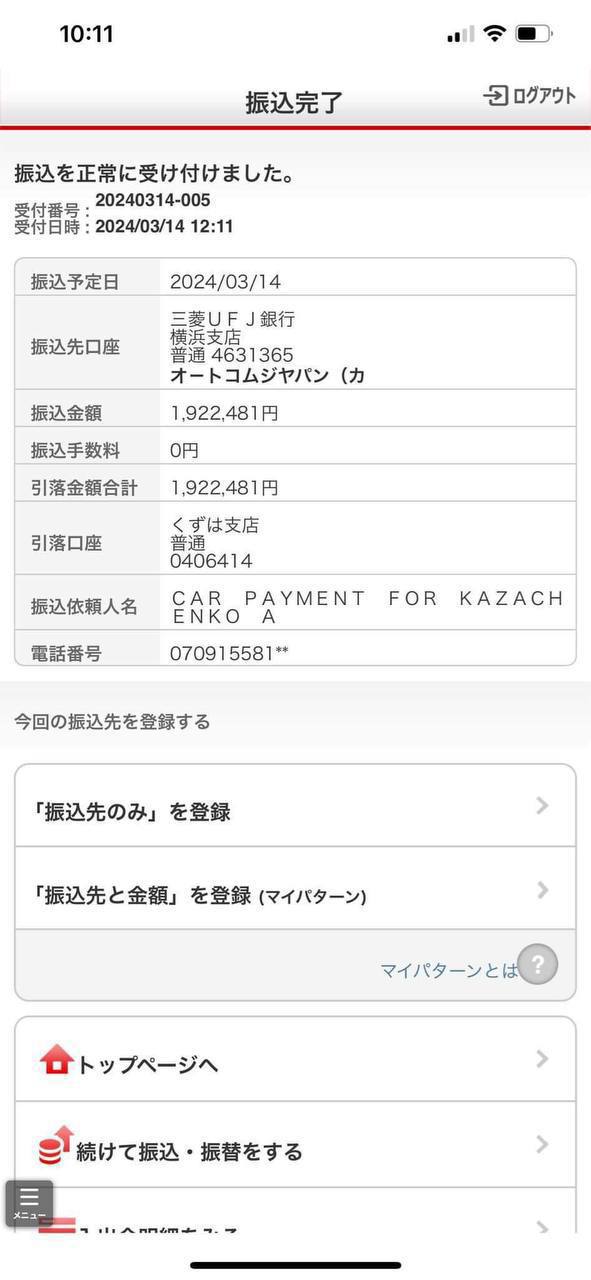 10:11
振込完了
ログアウト
振込を正常に受け付けました。
受付番号：20240314-005
受付日時：2024/03/14 12:11
振込予定日 2024/03/14
振込先口座
三菱ＵＦＪ銀行
横浜支店
普通 4631365
オートコムジヤパン（カ
振込金額 1,922,481円
振込手数料 0円
引落金額合計 1,922,481円
引落口座
くずは支店
普通
0406414
振込依頼人名
ＣＡＲ　ＰＡＹＭＥＮＴ　ＦＯＲ　ＫＡＺＡＣＨ
ＥＮＫＯ　Ａ
電話番号 070915581**
今回の振込先を登録する
「振込先のみ」を登録
「振込先と金額」を登録 (マイパターン)
マイパターンとは ?
トップページへ
続けて振込・振替をする
メニュー